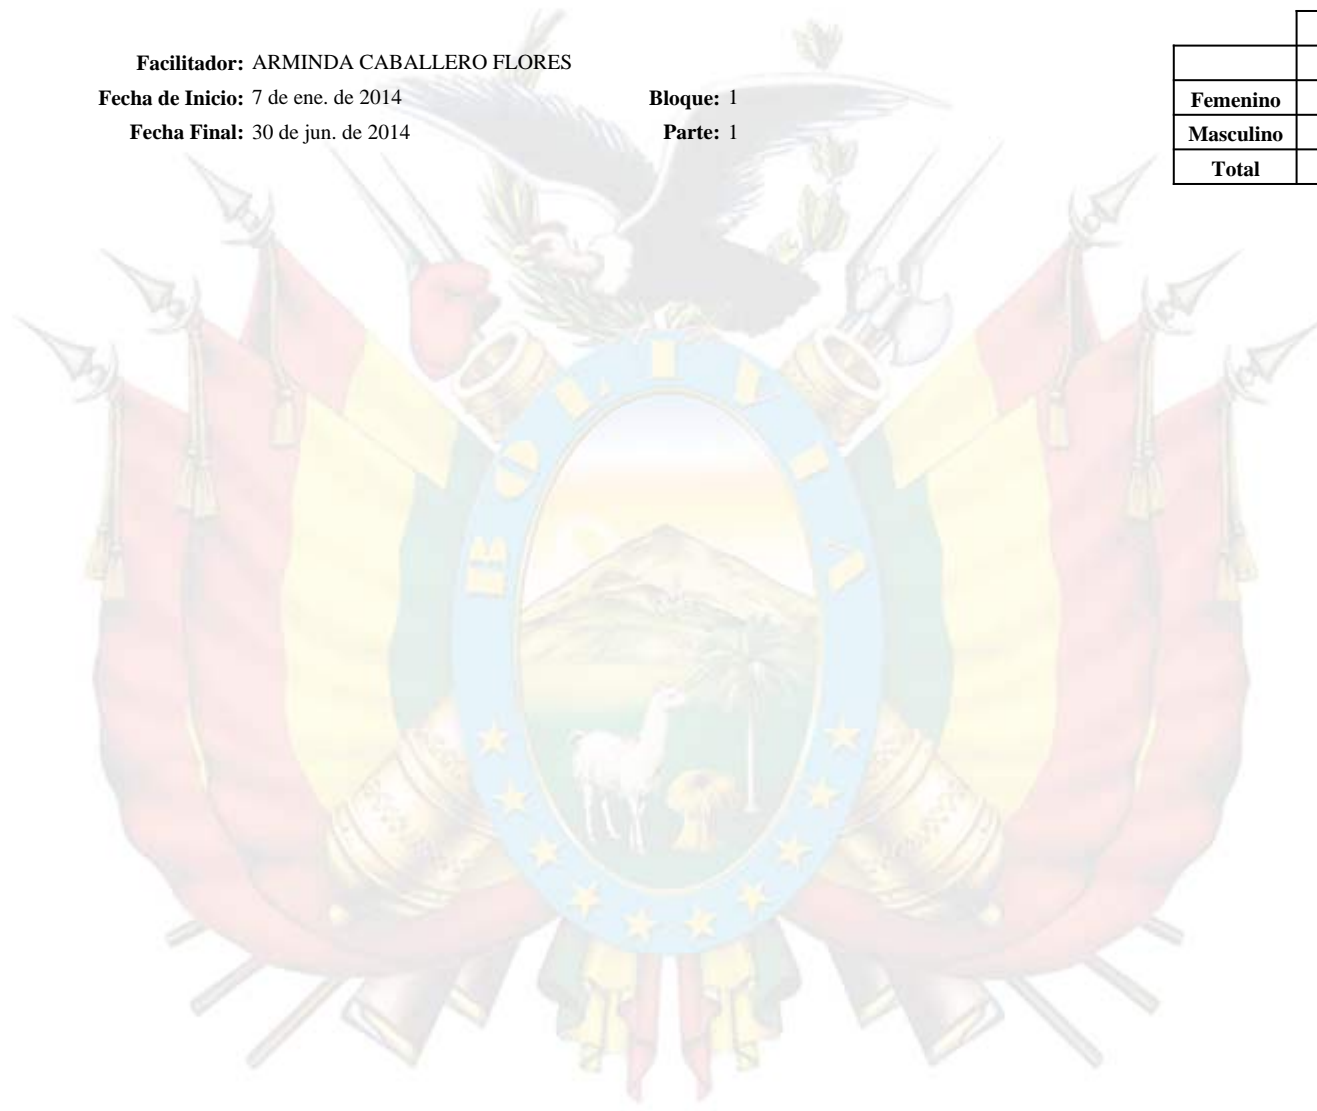 Facilitador: ARMINDA CABALLERO FLORES
Fecha de Inicio: 7 de ene. de 2014 Bloque: 1
Fecha Final: 30 de jun. de 2014 Parte: 1
Femenino
Masculino
Total
BOLIVIA